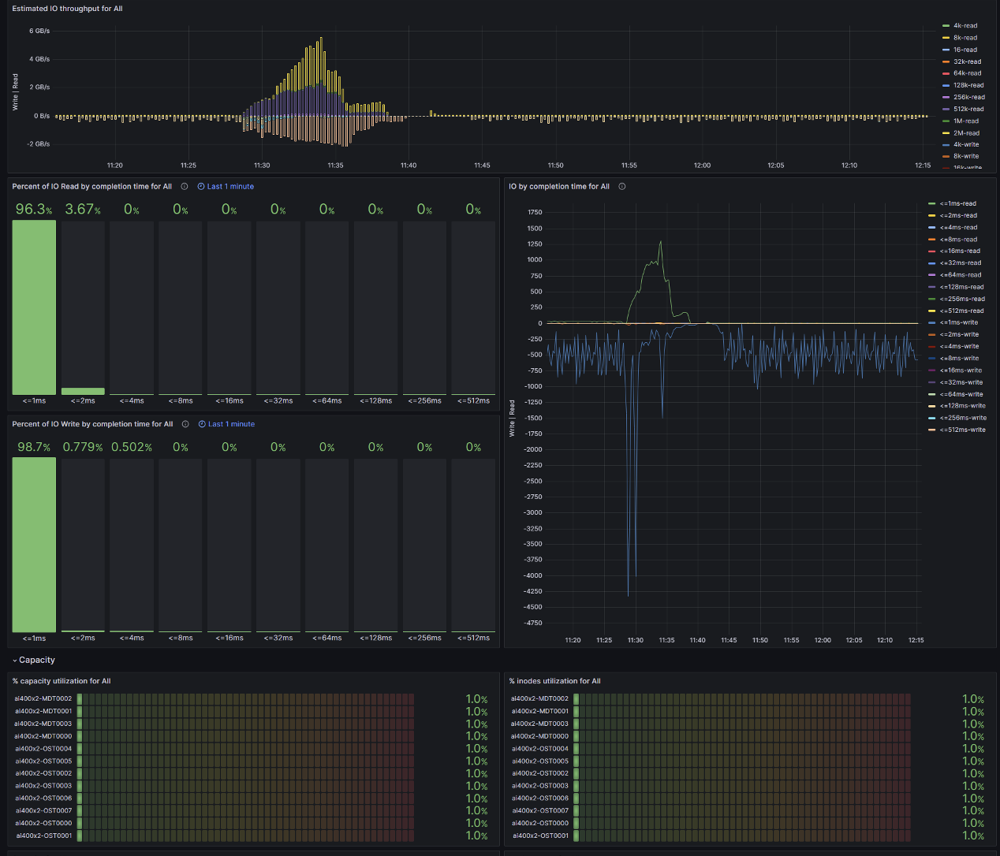 Estimated IO throughput for All
Write | Read
6 GB/s
4 GB/s
2 GB/s
0 B/s
-2 GB/s
11:20 11:25 11:30 11:35 11:40 11:45 11:50 11:55 12:00 12:05 12:10 12:15
4k-read
8k-read
16-read
32k-read
64k-read
128k-read
256k-read
512k-read
1M-read
2M-read
4k-write
8k-write
16k-write
Percent of IO Read by completion time for All Last 1 minute
96.3% 3.67% 0% 0% 0% 0% 0% 0% 0% 0%
<=1ms <=2ms <=4ms <=8ms <=16ms <=32ms <=64ms <=128ms <=256ms <=512ms
Percent of IO Write by completion time for All Last 1 minute
98.7% 0.779% 0.502% 0% 0% 0% 0% 0% 0% 0%
<=1ms <=2ms <=4ms <=8ms <=16ms <=32ms <=64ms <=128ms <=256ms <=512ms
IO by completion time for All
Write | Read
1750
1500
1250
1000
750
500
250
0
-250
-500
-750
-1000
-1250
-1500
-1750
-2000
-2250
-2500
-2750
-3000
-3250
-3500
-3750
-4000
-4250
-4500
-4750
11:20 11:25 11:30 11:35 11:40 11:45 11:50 11:55 12:00 12:05 12:10 12:15
<=1ms-read
<=2ms-read
<=4ms-read
<=8ms-read
<=16ms-read
<=32ms-read
<=64ms-read
<=128ms-read
<=256ms-read
<=512ms-read
<=1ms-write
<=2ms-write
<=4ms-write
<=8ms-write
<=16ms-write
<=32ms-write
<=64ms-write
<=128ms-write
<=256ms-write
<=512ms-write
Capacity
% capacity utilization for All
ai400x2-MDT0002 1.0%
ai400x2-MDT0001 1.0%
ai400x2-MDT0003 1.0%
ai400x2-MDT0000 1.0%
ai400x2-OST0004 1.0%
ai400x2-OST0005 1.0%
ai400x2-OST0002 1.0%
ai400x2-OST0003 1.0%
ai400x2-OST0006 1.0%
ai400x2-OST0007 1.0%
ai400x2-OST0000 1.0%
ai400x2-OST0001 1.0%
% inodes utilization for All
ai400x2-MDT0002 1.0%
ai400x2-MDT0001 1.0%
ai400x2-MDT0003 1.0%
ai400x2-MDT0000 1.0%
ai400x2-OST0004 1.0%
ai400x2-OST0005 1.0%
ai400x2-OST0002 1.0%
ai400x2-OST0003 1.0%
ai400x2-OST0006 1.0%
ai400x2-OST0007 1.0%
ai400x2-OST0000 1.0%
ai400x2-OST0001 1.0%